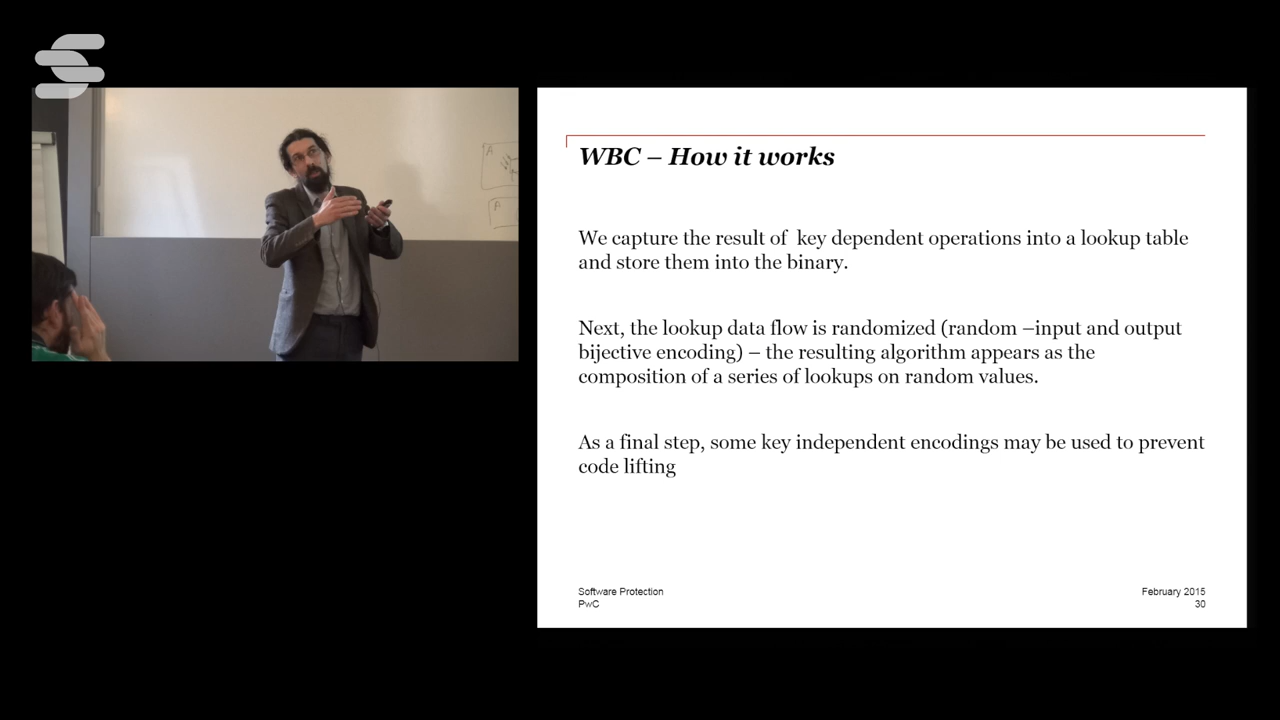 A
A
WBC – How it works
We capture the result of  key dependent operations into a lookup table
and store them into the binary.
Next, the lookup data flow is randomized (random –input and output
bijective encoding) – the resulting algorithm appears as the
composition of a series of lookups on random values.
As a final step, some key independent encodings may be used to prevent
code lifting
Software Protection
PwC
February 2015
30